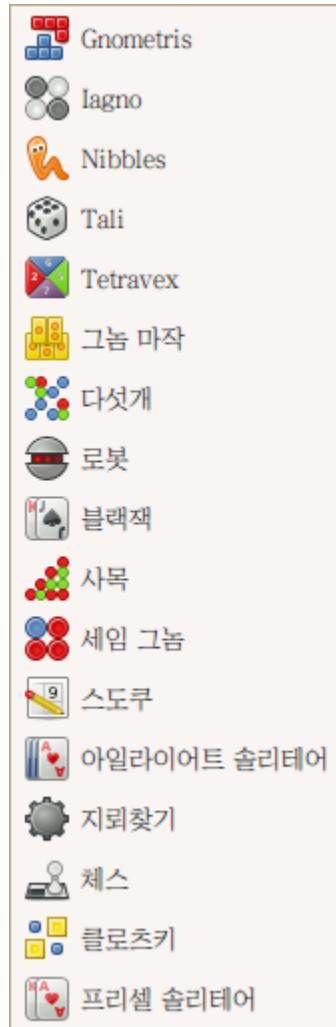 Gnometris
Iagno
Nibbles
Tali
Tetravex
그놈 마작
다섯개
로봇
블랙잭
사목
세임 그놈
스도쿠
아일라이어트 솔리테어
지뢰찾기
체스
클로츠키
프리셀 솔리테어